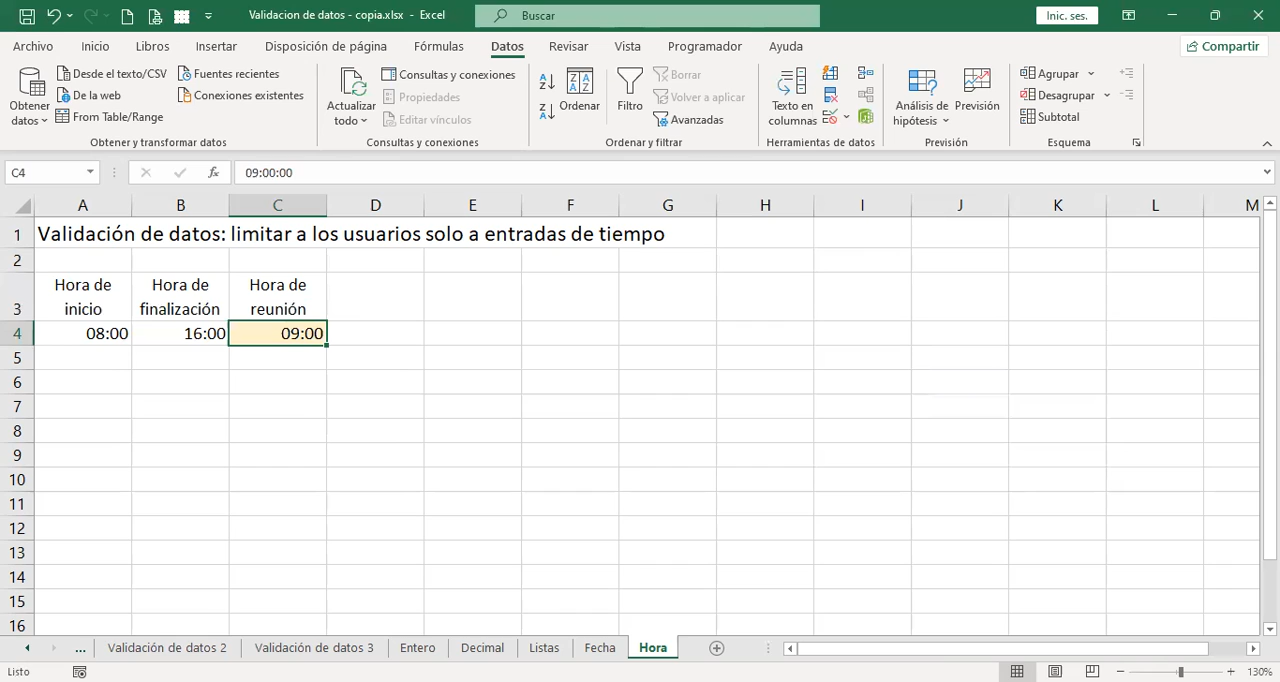 Validacion de datos - copia.xlsx - Excel
Buscar
Inic. ses.
Archivo Inicio Libros Insertar Disposición de página Fórmulas Datos Revisar Vista Programador Ayuda
Compartir
Obtener datos
Desde el texto/CSV
De la web
From Table/Range
Fuentes recientes
Conexiones existentes
Obtener y transformar datos
Actualizar todo
Consultas y conexiones
Propiedades
Editar vínculos
Consultas y conexiones
Ordenar
Filtro
Borrar
Volver a aplicar
Avanzadas
Ordenar y filtrar
Texto en columnas
Herramientas de datos
Análisis de hipótesis
Previsión
Previsión
Agrupar
Desagrupar
Subtotal
Esquema
C4
fx
09:00:00
A B C D E F G H I J K L M
1 Validación de datos: limitar a los usuarios solo a entradas de tiempo
2
Hora de Hora de Hora de
3 inicio finalización reunión
4 08:00 16:00 09:00
5
6
7
8
9
10
11
12
13
14
15
16
... Validación de datos 2 Validación de datos 3 Entero Decimal Listas Fecha Hora
Listo
130%